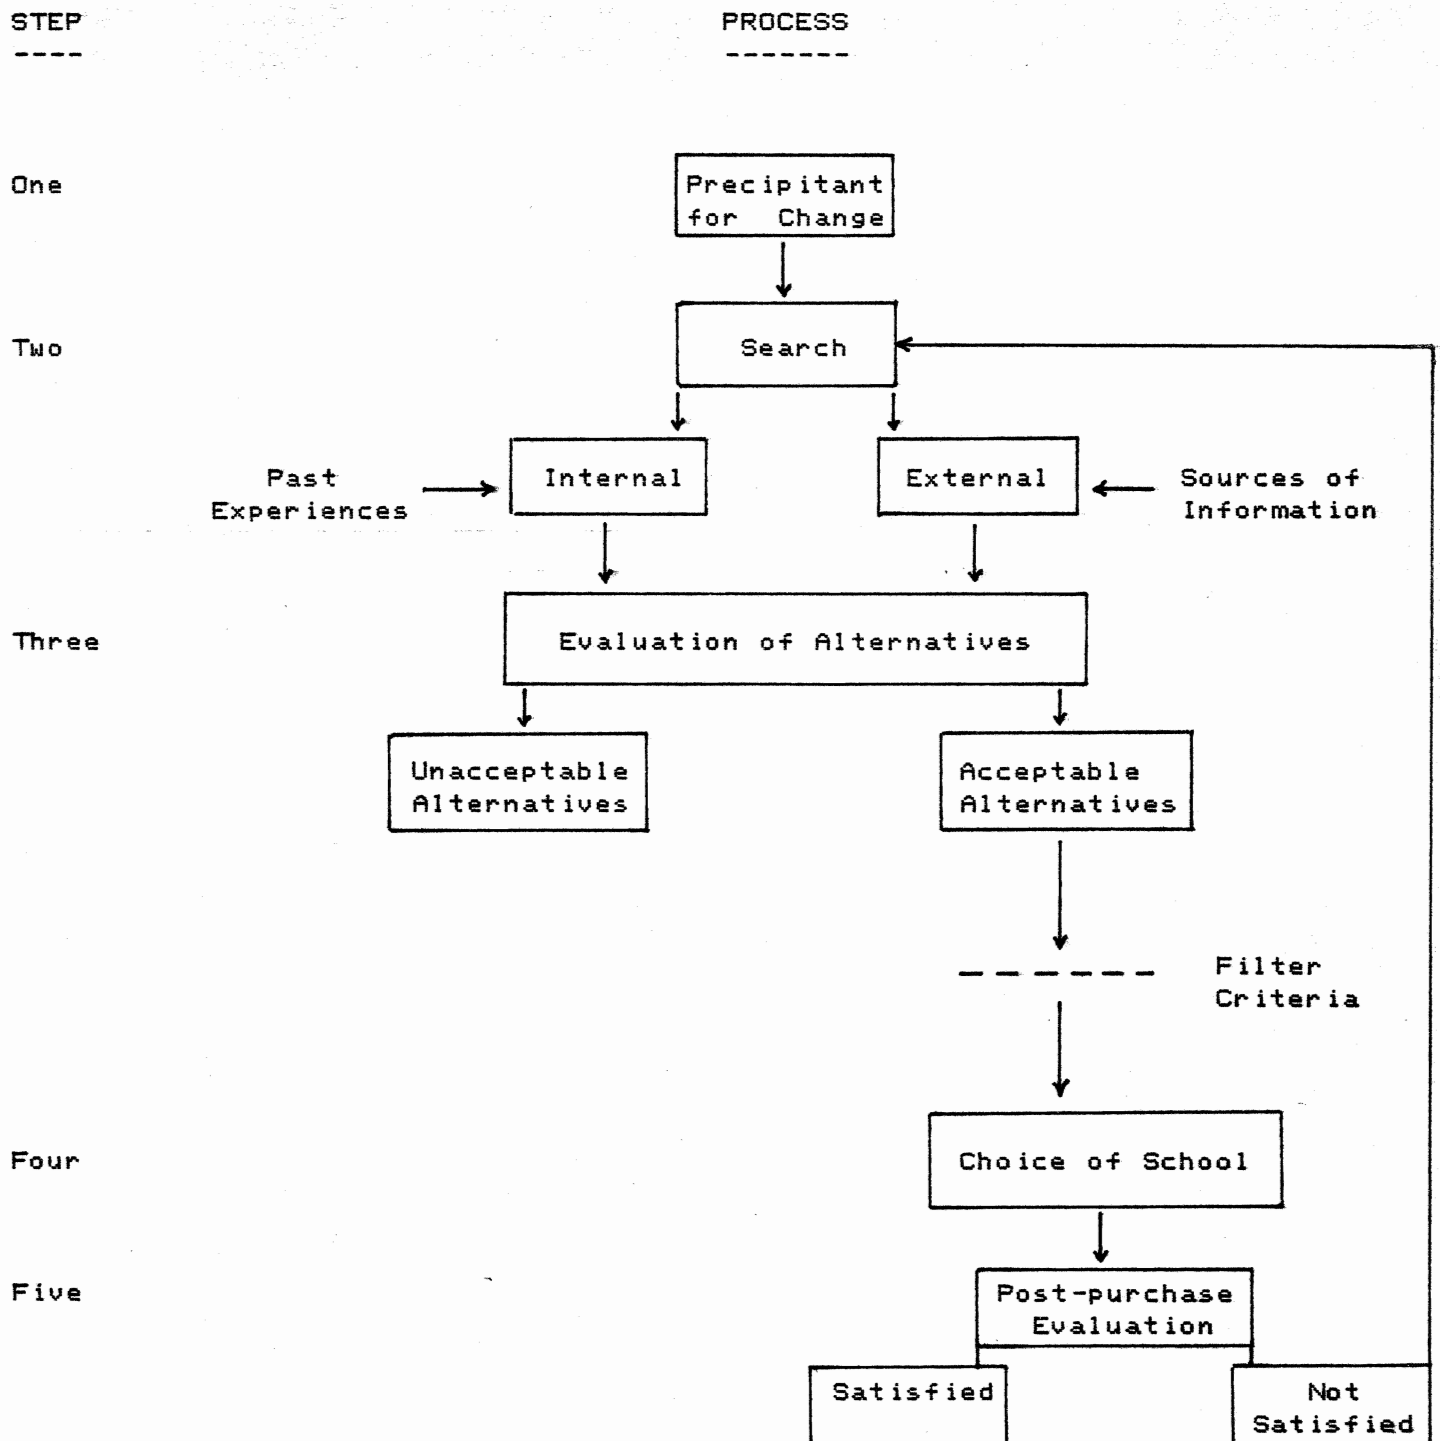 STEP PROCESS
---- -------
One
Precipitant
for Change
Two
Search
Internal
External
Past
Experiences
Sources of
Information
Three
Evaluation of Alternatives
Unacceptable
Alternatives
Acceptable
Alternatives
Filter
Criteria
Four
Choice of School
Five
Post-purchase
Evaluation
Satisfied
Not
Satisfied